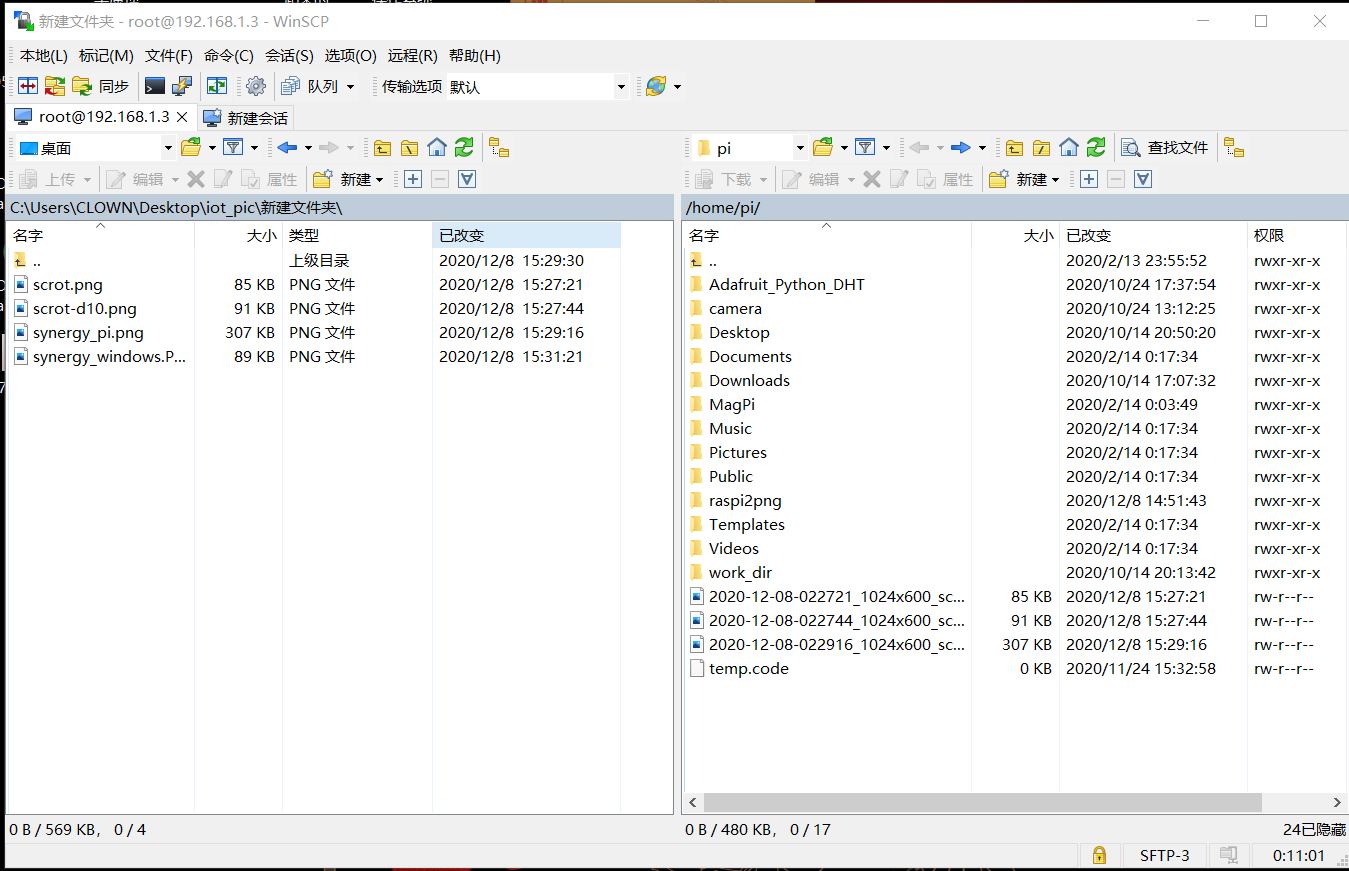 新建文件夹 - root@192.168.1.3 - WinSCP
本地(L) 标记(M) 文件(F) 命令(C) 会话(S) 选项(O) 远程(R) 帮助(H)
同步 队列 传输选项 默认
root@192.168.1.3 新建会话
桌面 pi 查找文件
上传 编辑 属性 新建 下载 编辑 属性 新建
C:\Users\CLOWN\Desktop\iot_pic\新建文件夹\
名字 大小 类型 已改变
.. 上级目录 2020/12/8 15:29:30
scrot.png 85 KB PNG 文件 2020/12/8 15:27:21
scrot-d10.png 91 KB PNG 文件 2020/12/8 15:27:44
synergy_pi.png 307 KB PNG 文件 2020/12/8 15:29:16
synergy_windows.P... 89 KB PNG 文件 2020/12/8 15:31:21
0 B / 569 KB， 0 / 4
/home/pi/
名字 大小 已改变 权限
.. 2020/2/13 23:55:52 rwxr-xr-x
Adafruit_Python_DHT 2020/10/24 17:37:54 rwxr-xr-x
camera 2020/10/24 13:12:25 rwxr-xr-x
Desktop 2020/10/14 20:50:20 rwxr-xr-x
Documents 2020/2/14 0:17:34 rwxr-xr-x
Downloads 2020/10/14 17:07:32 rwxr-xr-x
MagPi 2020/2/14 0:03:49 rwxr-xr-x
Music 2020/2/14 0:17:34 rwxr-xr-x
Pictures 2020/2/14 0:17:34 rwxr-xr-x
Public 2020/2/14 0:17:34 rwxr-xr-x
raspi2png 2020/12/8 14:51:43 rwxr-xr-x
Templates 2020/2/14 0:17:34 rwxr-xr-x
Videos 2020/2/14 0:17:34 rwxr-xr-x
work_dir 2020/10/14 20:13:42 rwxr-xr-x
2020-12-08-022721_1024x600_sc... 85 KB 2020/12/8 15:27:21 rw-r--r--
2020-12-08-022744_1024x600_sc... 91 KB 2020/12/8 15:27:44 rw-r--r--
2020-12-08-022916_1024x600_sc... 307 KB 2020/12/8 15:29:16 rw-r--r--
temp.code 0 KB 2020/11/24 15:32:58 rw-r--r--
0 B / 480 KB， 0 / 17 24已隐藏
SFTP-3 0:11:01